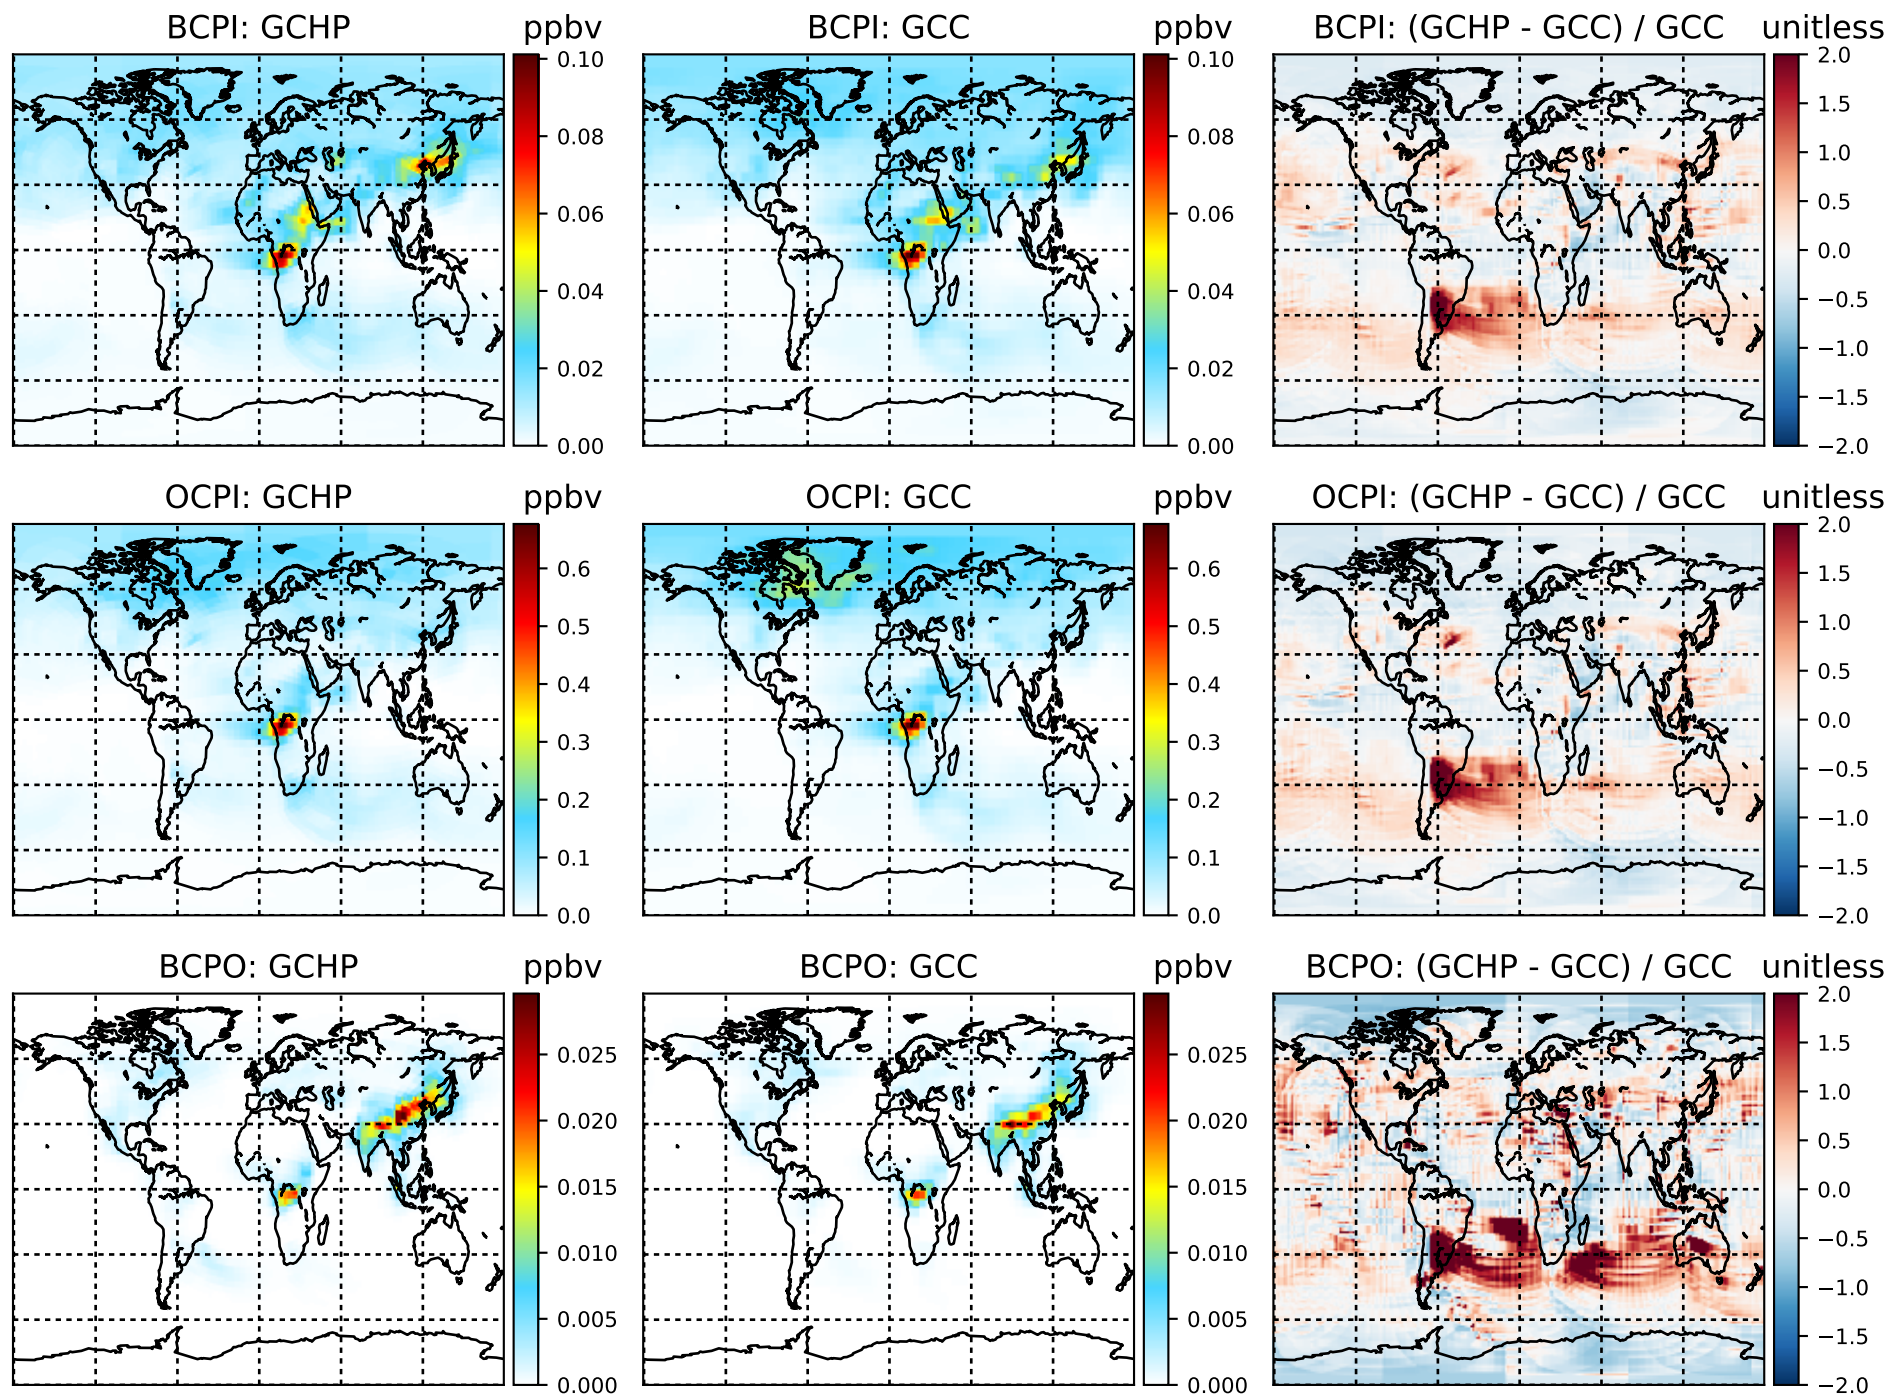 BCPI: GCHP ppbv BCPI: GCC ppbv BCPI: (GCHP - GCC) / GCC unitless
0.10 0.10 2.0
1.5
0.08 0.08 1.0
0.06 0.06 0.5
0.0
0.04 0.04 −0.5
0.02 0.02 −1.0
−1.5
0.00 0.00 −2.0
OCPI: GCHP ppbv OCPI: GCC ppbv OCPI: (GCHP - GCC) / GCC unitless
2.0
0.6 0.6 1.5
0.5 0.5 1.0
0.4 0.4 0.5
0.3 0.3 0.0
0.2 0.2 −0.5
−1.0
0.1 0.1 −1.5
0.0 0.0 −2.0
BCPO: GCHP ppbv BCPO: GCC ppbv BCPO: (GCHP - GCC) / GCC unitless
2.0
0.025 0.025 1.5
1.0
0.020 0.020 0.5
0.015 0.015 0.0
0.010 0.010 −0.5
−1.0
0.005 0.005 −1.5
0.000 0.000 −2.0